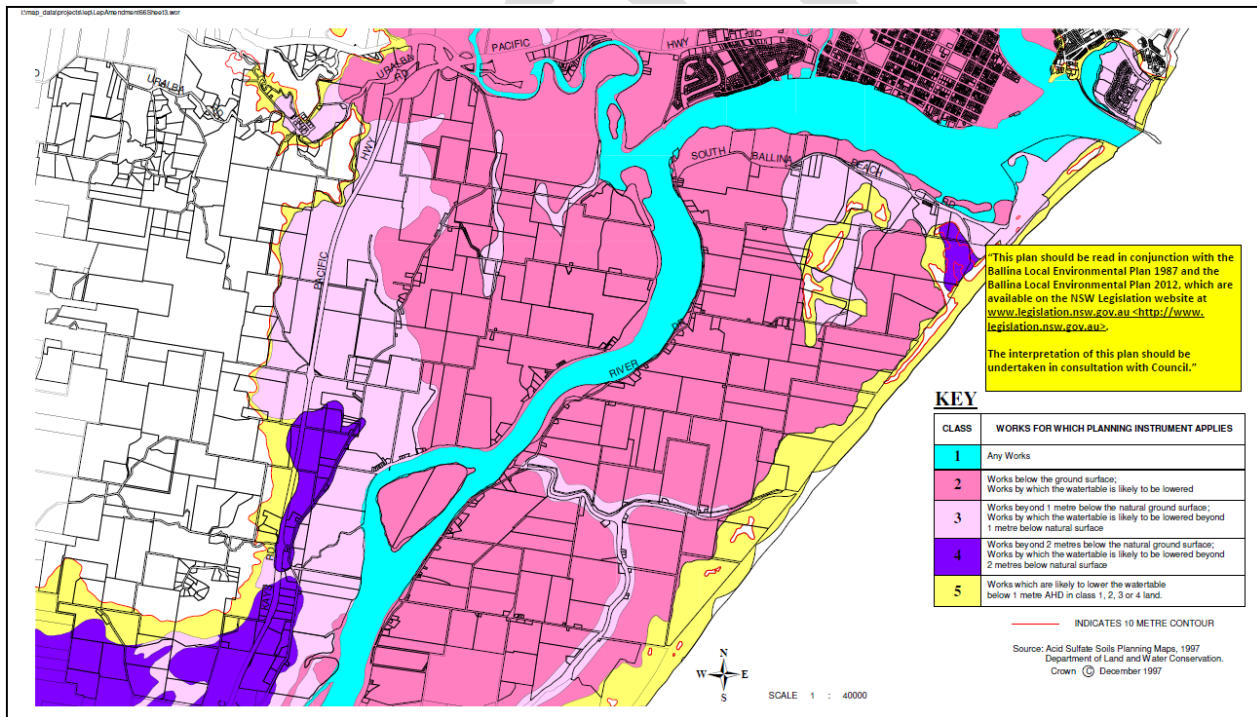 I:\map_data\projects\lep\LepAmendment66Sheet3.wor
PACIFIC
HWY
URALBA
RD
URALBA
RD
HWY
SOUTH
BALLINA
BEACH
RD
PACIFIC
RIVER
DR
RD
KAYS
"This plan should be read in conjunction with the
Ballina Local Environmental Plan 1987 and the
Ballina Local Environmental Plan 2012, which are
available on the NSW Legislation website at
www.legislation.nsw.gov.au <http://www.
legislation.nsw.gov.au>.
The interpretation of this plan should be
undertaken in consultation with Council."
KEY
CLASS WORKS FOR WHICH PLANNING INSTRUMENT APPLIES
1 Any Works
2 Works below the ground surface;
Works by which the watertable is likely to be lowered
3 Works beyond 1 metre below the natural ground surface;
Works by which the watertable is likely to be lowered beyond
1 metre below natural surface
4 Works beyond 2 metres below the natural ground surface;
Works by which the watertable is likely to be lowered beyond
2 metres below natural surface
5 Works which are likely to lower the watertable
below 1 metre AHD in class 1, 2, 3 or 4 land.
INDICATES 10 METRE CONTOUR
Source: Acid Sulfate Soils Planning Maps, 1997
Department of Land and Water Conservation.
Crown © December 1997
N
W E
S
SCALE 1 : 40000